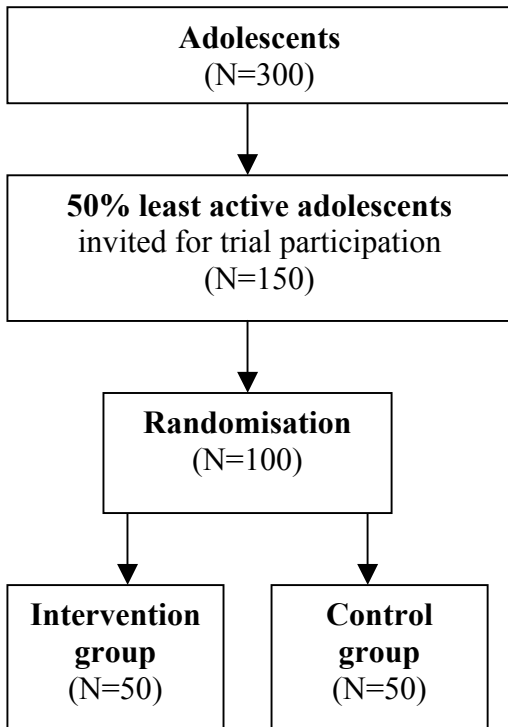 Adolescents
(N=300)
50% least active adolescents
invited for trial participation
(N=150)
Randomisation
(N=100)
Intervention
group
(N=50)
Control
group
(N=50)